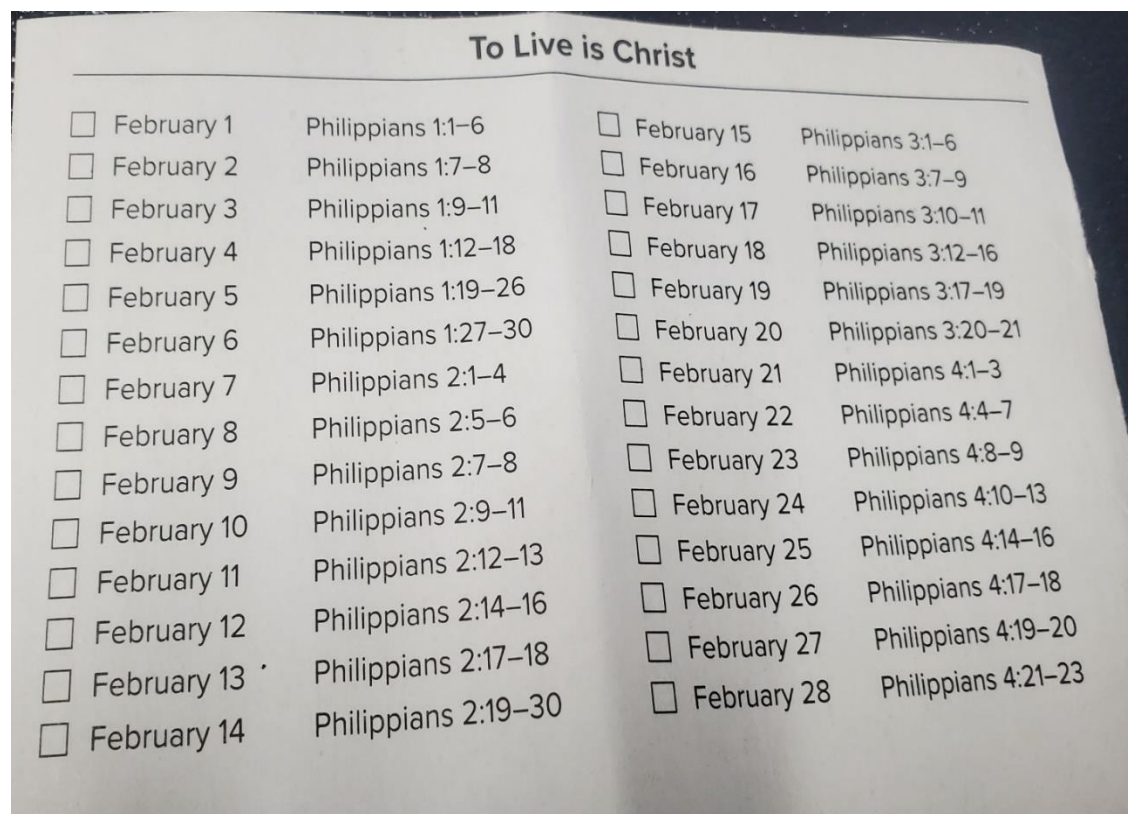 To Live is Christ
February 1 Philippians 1:1–6
February 2 Philippians 1:7–8
February 3 Philippians 1:9–11
February 4 Philippians 1:12–18
February 5 Philippians 1:19–26
February 6 Philippians 1:27–30
February 7 Philippians 2:1–4
February 8 Philippians 2:5–6
February 9 Philippians 2:7–8
February 10 Philippians 2:9–11
February 11 Philippians 2:12–13
February 12 Philippians 2:14–16
February 13 Philippians 2:17–18
February 14 Philippians 2:19–30
February 15 Philippians 3:1–6
February 16 Philippians 3:7–9
February 17 Philippians 3:10–11
February 18 Philippians 3:12–16
February 19 Philippians 3:17–19
February 20 Philippians 3:20–21
February 21 Philippians 4:1–3
February 22 Philippians 4:4–7
February 23 Philippians 4:8–9
February 24 Philippians 4:10–13
February 25 Philippians 4:14–16
February 26 Philippians 4:17–18
February 27 Philippians 4:19–20
February 28 Philippians 4:21–23